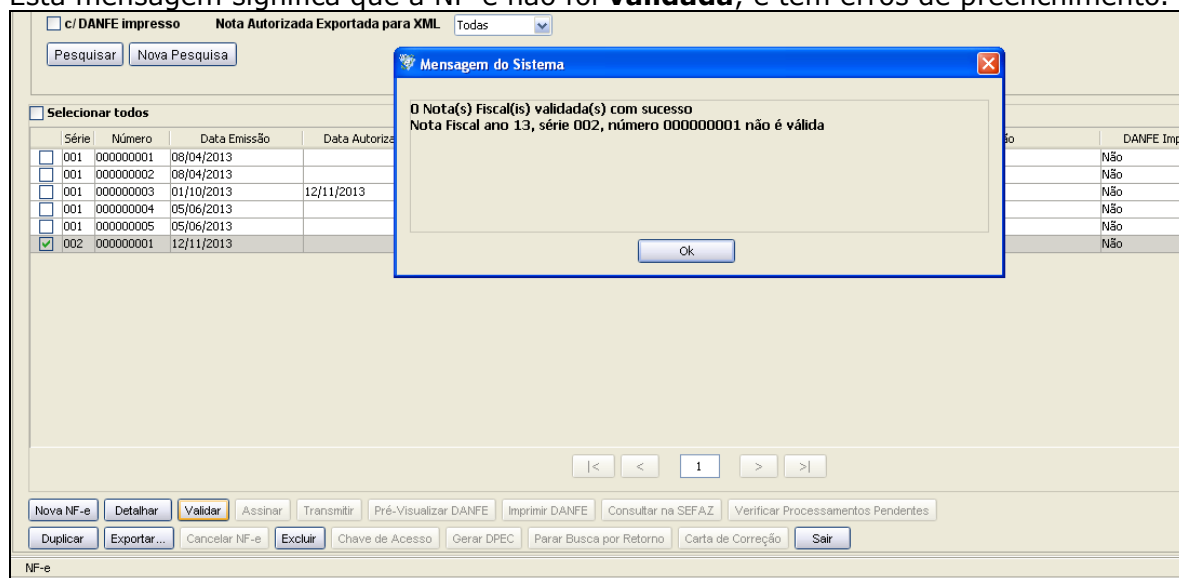 Esta mensagem significa que a NF-e não foi validada, e tem erros de preenchimento.
c/ DANFE impresso Nota Autorizada Exportada para XML Todas
Pesquisar Nova Pesquisa
Mensagem do Sistema
0 Nota(s) Fiscal(is) validada(s) com sucesso
Nota Fiscal ano 13, série 002, número 000000001 não é válida
Ok
Selecionar todos
Série Número Data Emissão Data Autoriza ão DANFE Imp
001 000000001 08/04/2013 Não
001 000000002 08/04/2013 Não
001 000000003 01/10/2013 12/11/2013 Não
001 000000004 05/06/2013 Não
001 000000005 05/06/2013 Não
002 000000001 12/11/2013 Não
|< < 1 > >|
Nova NF-e Detalhar Validar Assinar Transmitir Pré-Visualizar DANFE Imprimir DANFE Consultar na SEFAZ Verificar Processamentos Pendentes
Duplicar Exportar... Cancelar NF-e Excluir Chave de Acesso Gerar DPEC Parar Busca por Retorno Carta de Correção Sair
NF-e